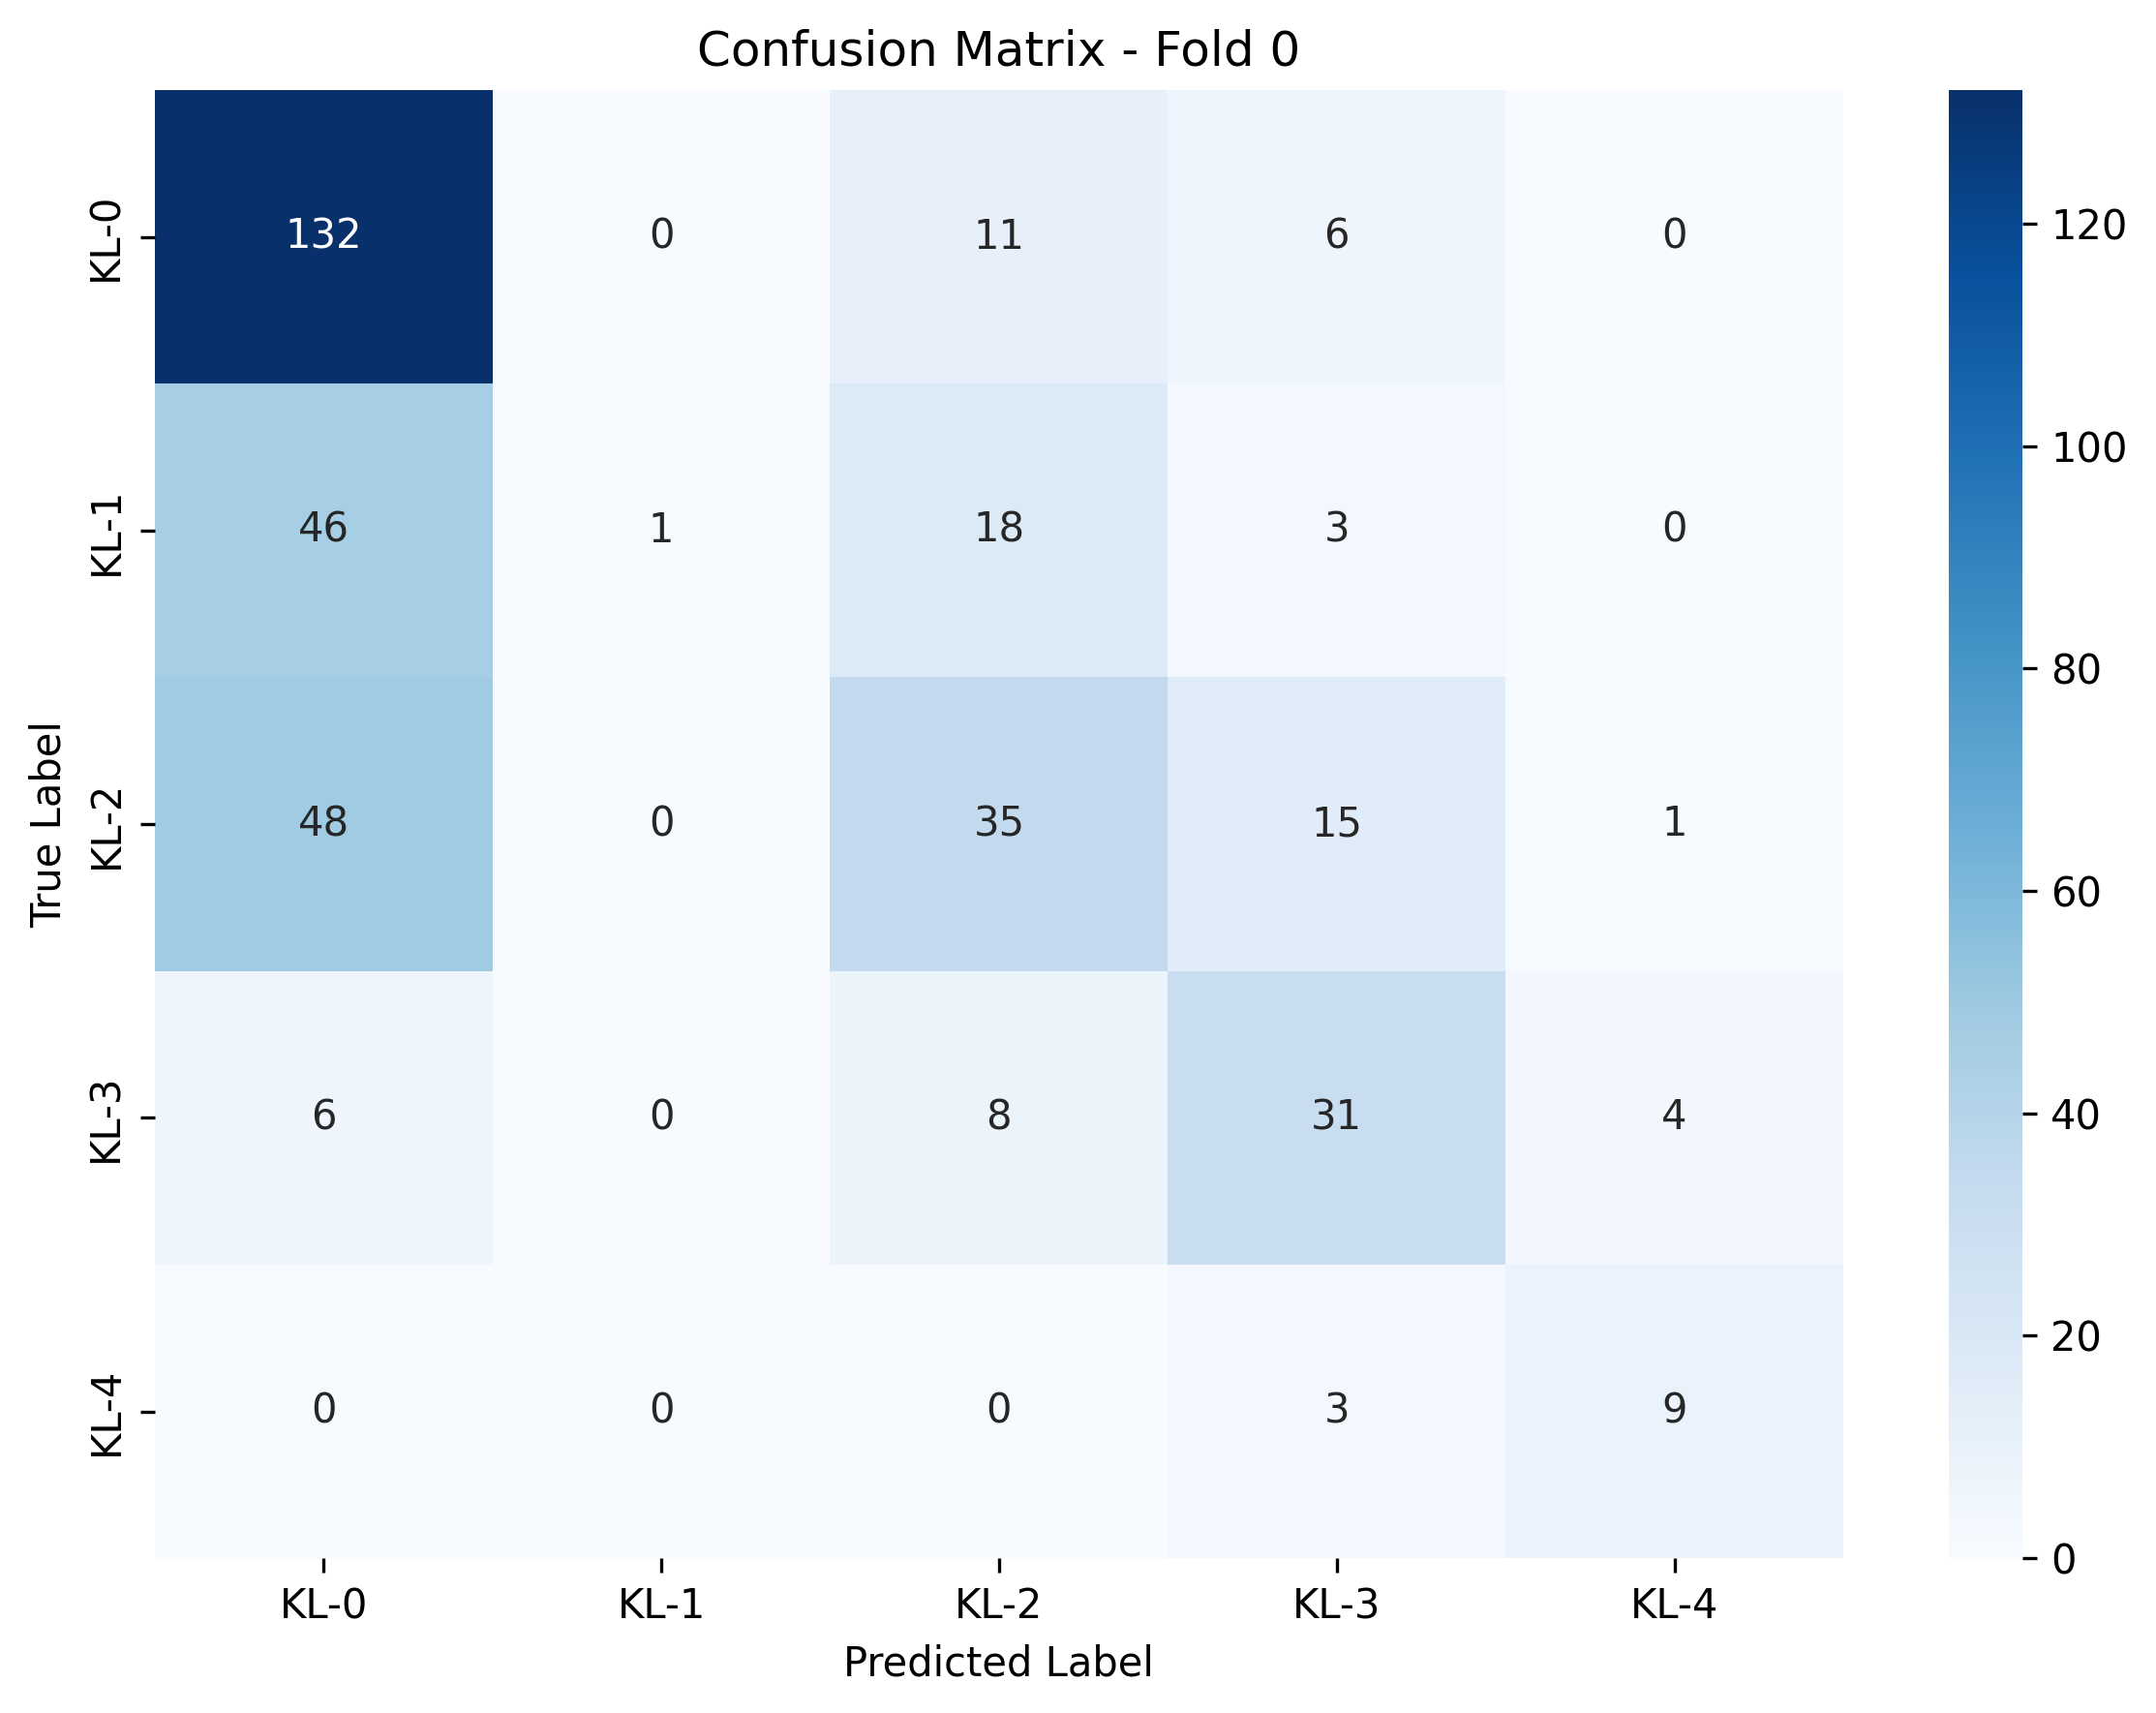 Confusion Matrix - Fold 0
True Label
KL-0 132 0 11 6 0
KL-1 46 1 18 3 0
KL-2 48 0 35 15 1
KL-3 6 0 8 31 4
KL-4 0 0 0 3 9
KL-0 KL-1 KL-2 KL-3 KL-4
Predicted Label
120
100
80
60
40
20
0